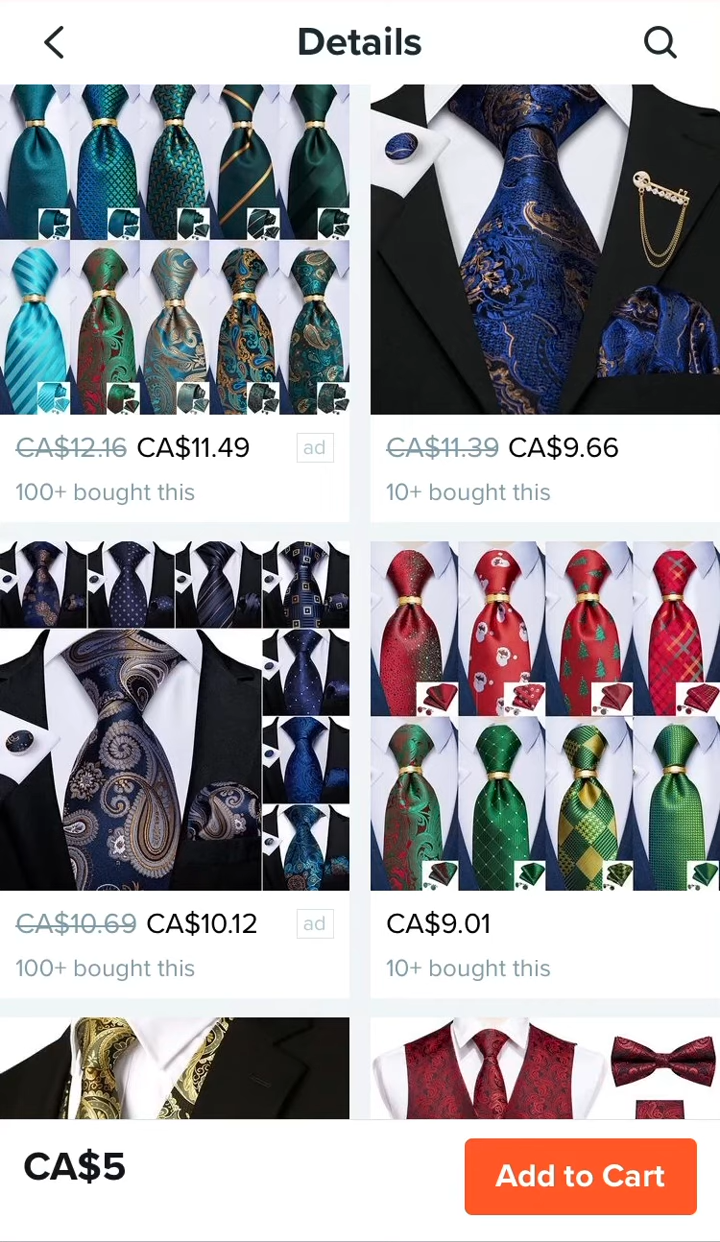 Details
CA$12.16 CA$11.49 ad
100+ bought this
CA$11.39 CA$9.66
10+ bought this
CA$10.69 CA$10.12 ad
100+ bought this
CA$9.01
10+ bought this
CA$5
Add to Cart